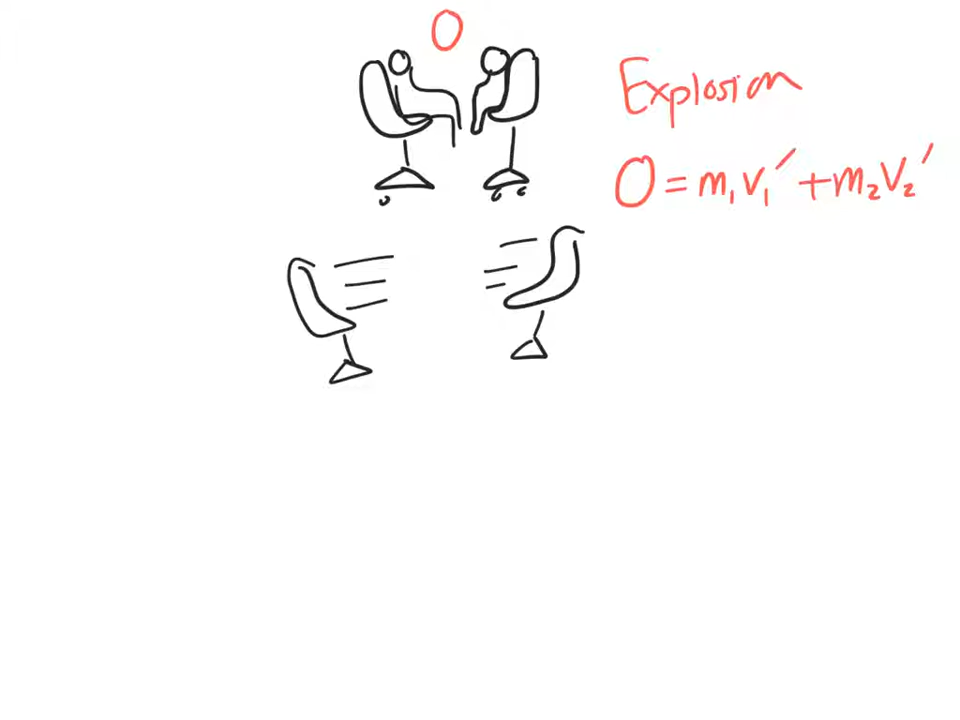 0
Explosion
0 = m₁v₁′ + m₂v₂′